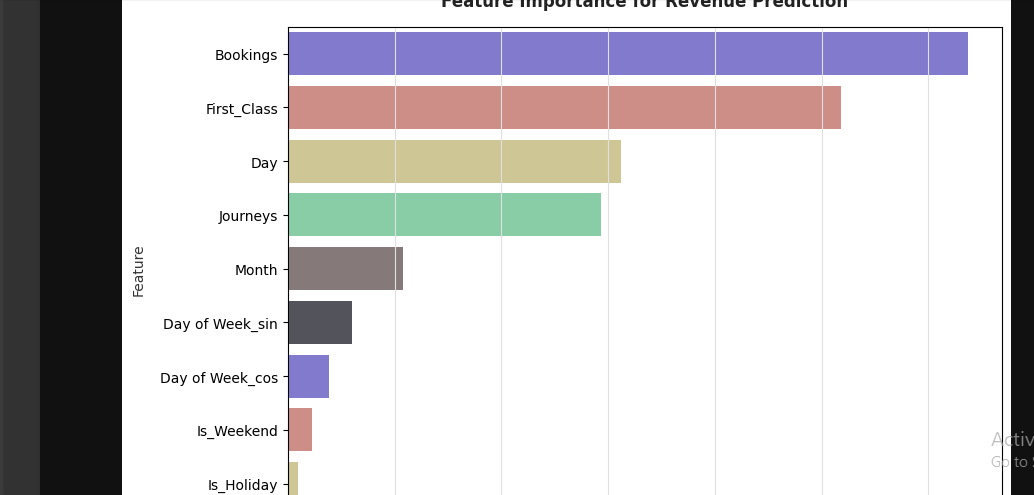 Feature Importance for Revenue Prediction
Bookings
First_Class
Day
Journeys
Month
Day of Week_sin
Day of Week_cos
Is_Weekend
Is_Holiday
Feature
Activ
Go to S